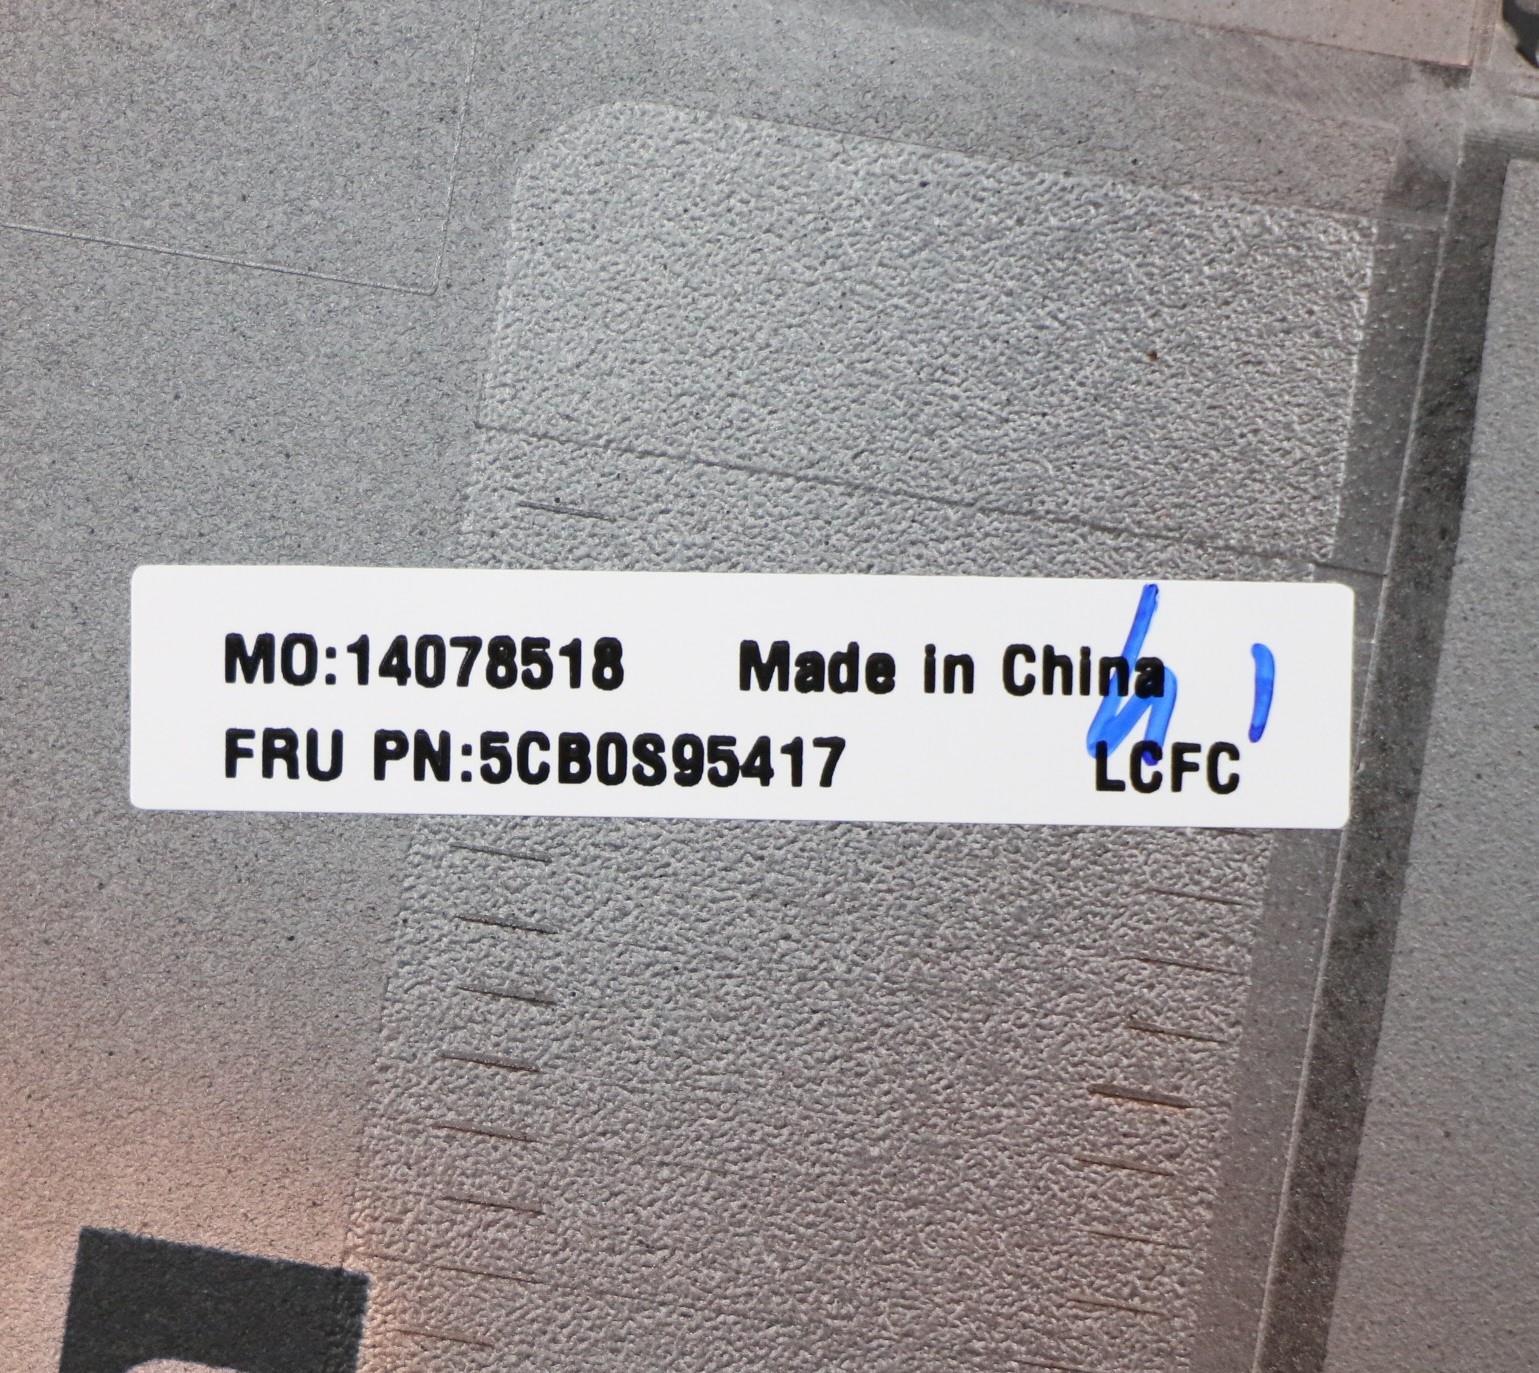 MO:14078518 Made in China
FRU PN:5CB0S95417 LCFC